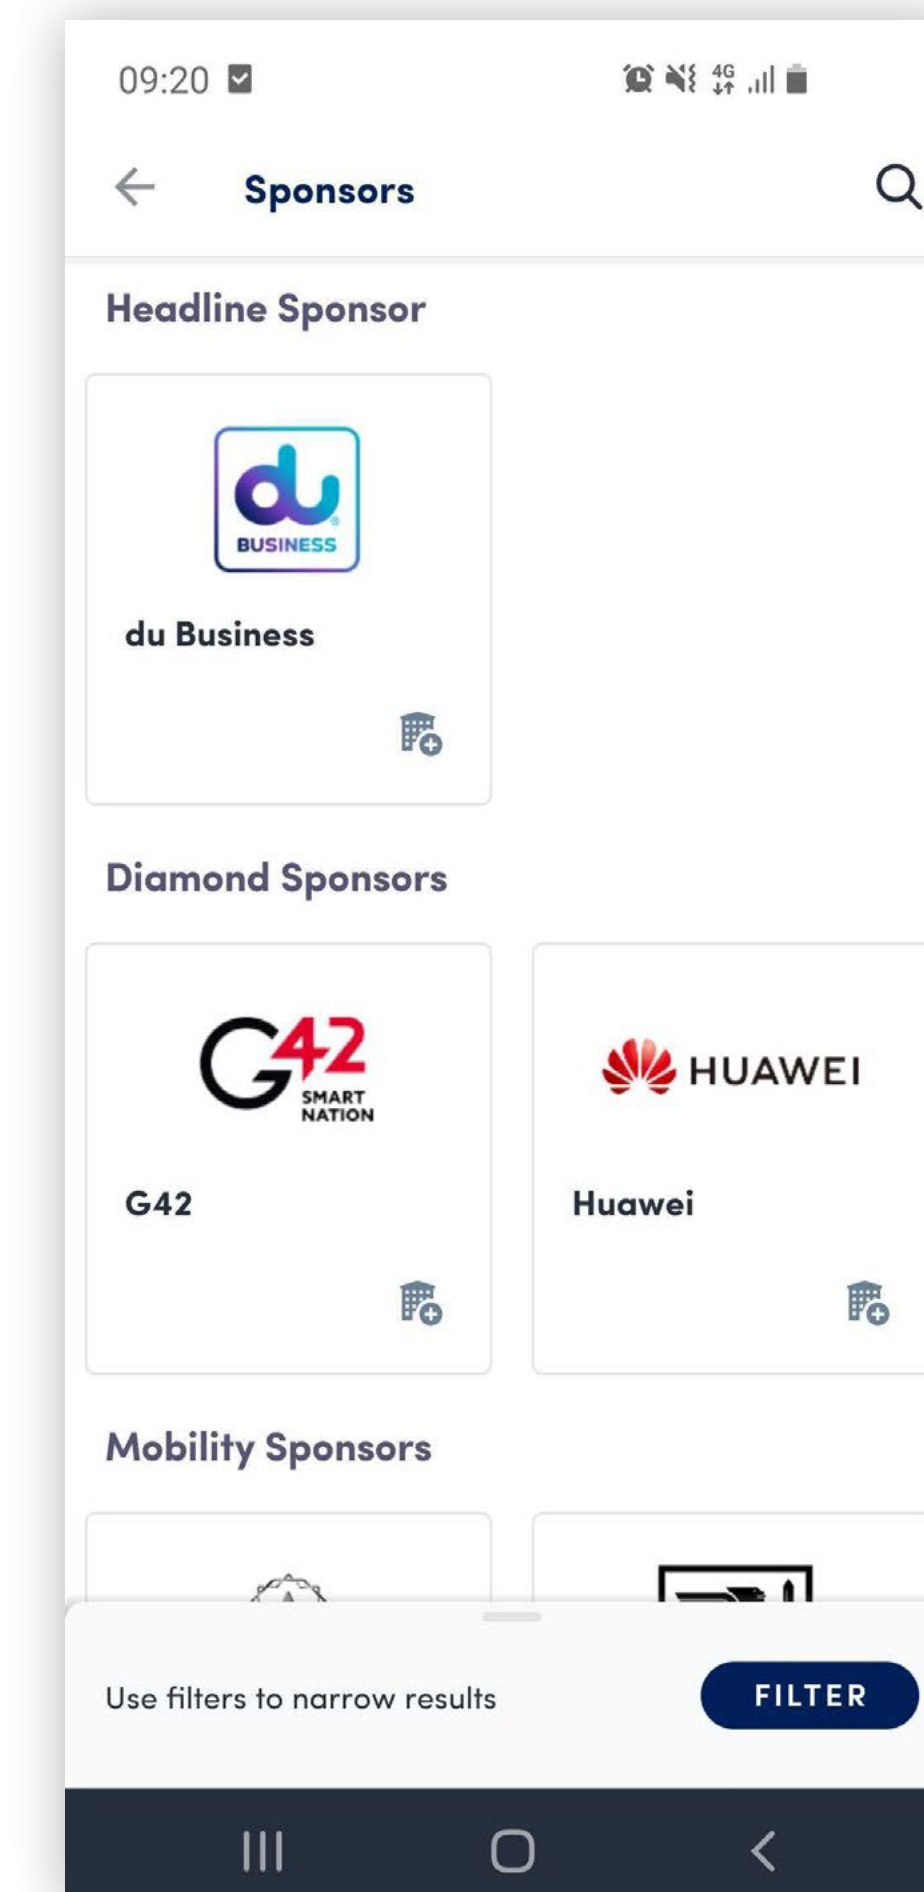 09:20
4G
Sponsors
Headline Sponsor
du
BUSINESS
du Business
Diamond Sponsors
G42
SMART
NATION
HUAWEI
G42
Huawei
Mobility Sponsors
Use filters to narrow results
FILTER